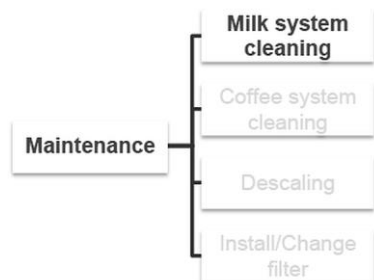 Milk system
cleaning
Coffee system
cleaning
Maintenance
Descaling
Install/Change
filter